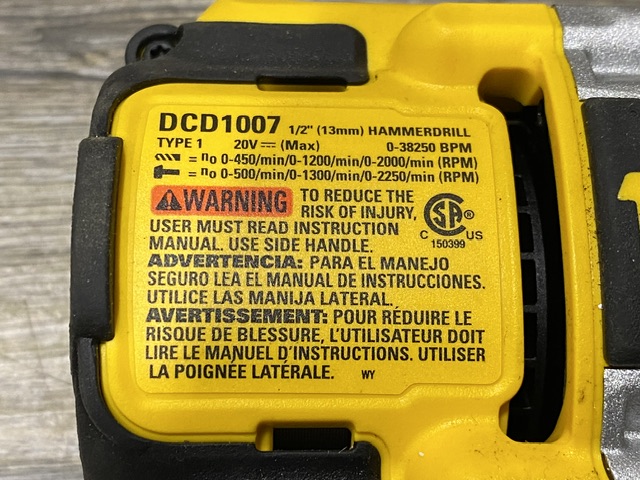 DCD1007 1/2" (13mm) HAMMERDRILL
TYPE 1 20V⎓ (Max) 0-38250 BPM
= no 0-450/min/0-1200/min/0-2000/min (RPM)
= no 0-500/min/0-1300/min/0-2250/min (RPM)
WARNING TO REDUCE THE
RISK OF INJURY,
USER MUST READ INSTRUCTION
MANUAL. USE SIDE HANDLE.
CSA®
C US
150399
ADVERTENCIA: PARA EL MANEJO
SEGURO LEA EL MANUAL DE INSTRUCCIONES.
UTILICE LAS MANIJA LATERAL.
AVERTISSEMENT: POUR RÉDUIRE LE
RISQUE DE BLESSURE, L'UTILISATEUR DOIT
LIRE LE MANUEL D'INSTRUCTIONS. UTILISER
LA POIGNÉE LATÉRALE. WY